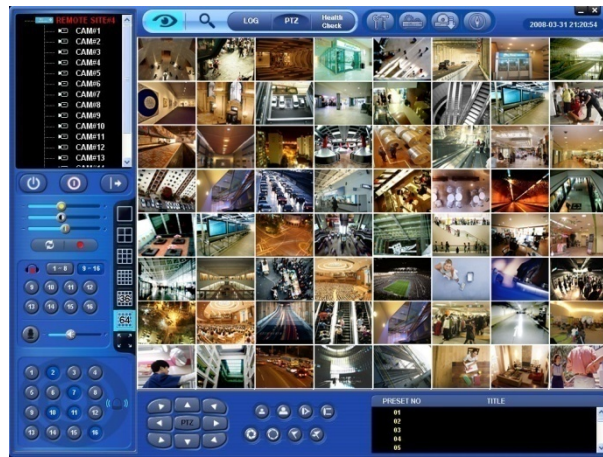 REMOTE SITE#4
CAM#1
CAM#2
CAM#3
CAM#4
CAM#5
CAM#6
CAM#7
CAM#8
CAM#9
CAM#10
CAM#11
CAM#12
CAM#13
LOG PTZ Health Check
2008-03-31 21:20:54
1 - 8 9 - 16
9 10 11 12
13 14 15 16
64
1 2 3 4
5 6 7 8
9 10 11 12
13 14 15 16
PTZ
PRESET NO TITLE
01
02
03
04
05